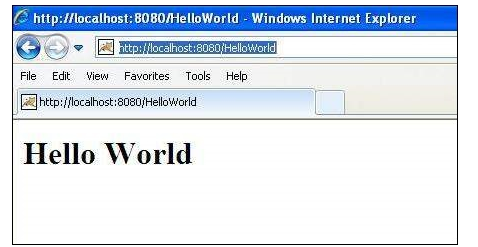 http://localhost:8080/HelloWorld - Windows Internet Explorer
http://localhost:8080/HelloWorld
File Edit View Favorites Tools Help
http://localhost:8080/HelloWorld
Hello World